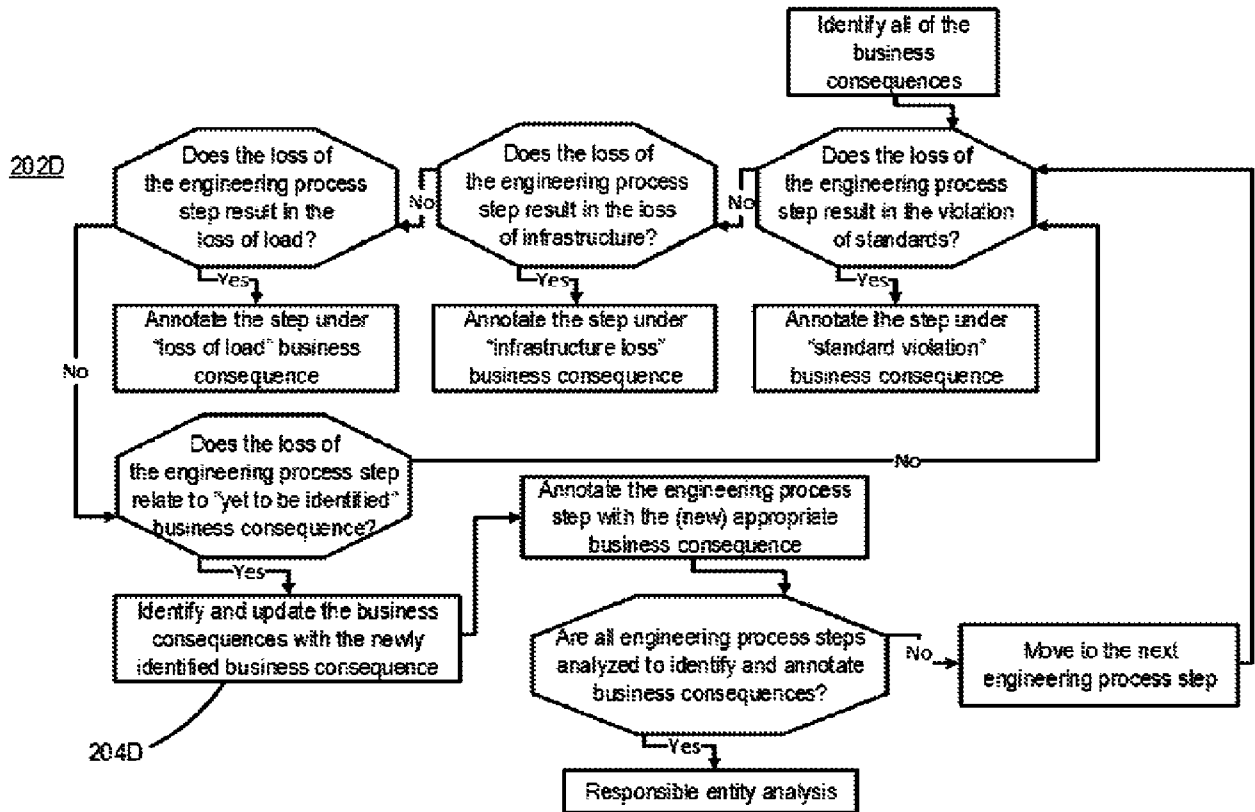 Identify all of the
business
consequences
202D
Does the loss of
the engineering process
step result in the
loss of load?
No
Does the loss of
the engineering process
step result in the loss
of infrastructure?
No
Does the loss of
the engineering process
step result in the violation
of standards?
Yes
Yes
Yes
Annotate the step under
"loss of load" business
consequence
Annotate the step under
"infrastructure loss"
business consequence
Annotate the step under
"standard violation"
business consequence
No
Does the loss of
the engineering process step
relate to "yet to be identified"
business consequence?
No
Annotate the engineering process
step with the (new) appropriate
business consequence
Yes
Identify and update the business
consequences with the newly
identified business consequence
Are all engineering process steps
analyzed to identify and annotate
business consequences?
No
Move to the next
engineering process step
204D
Yes
Responsible entity analysis